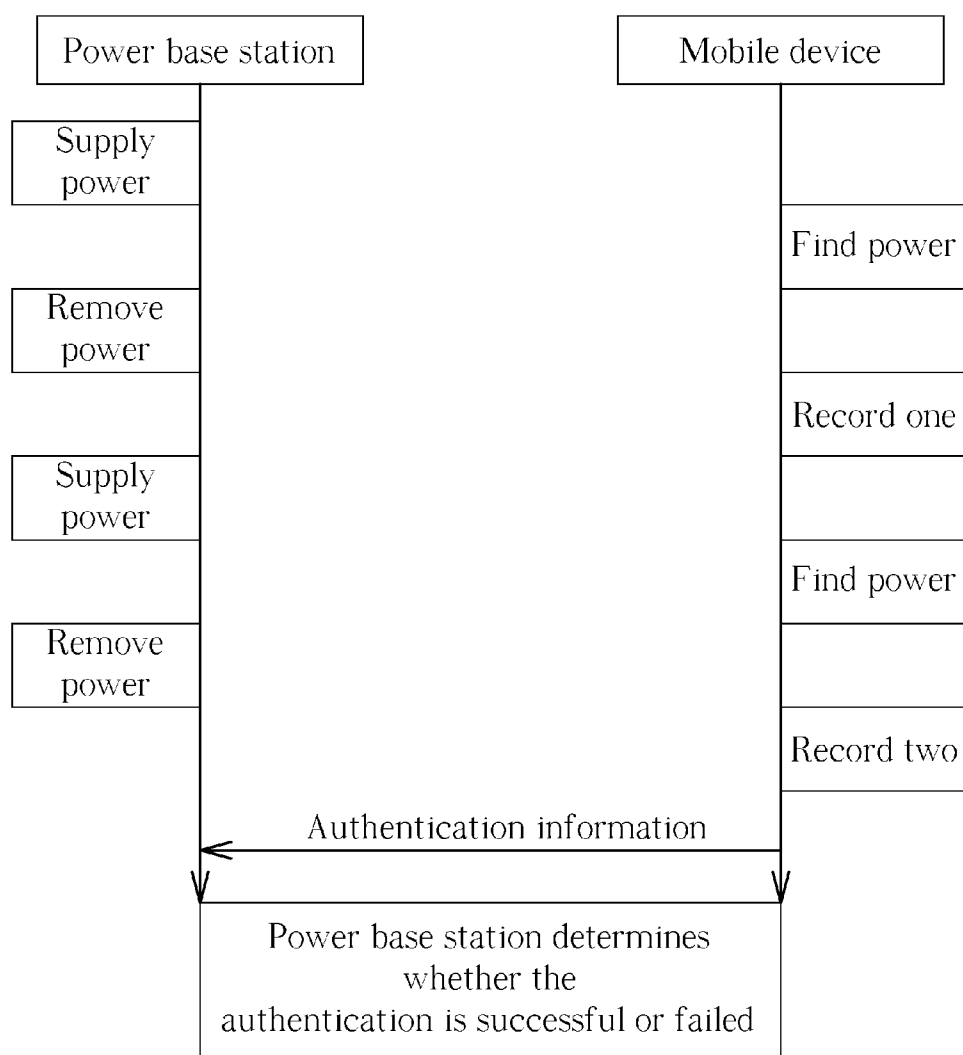 Power base station
Mobile device
Supply
power
Find power
Remove
power
Record one
Supply
power
Find power
Remove
power
Record two
Authentication information
Power base station determines
whether the
authentication is successful or failed